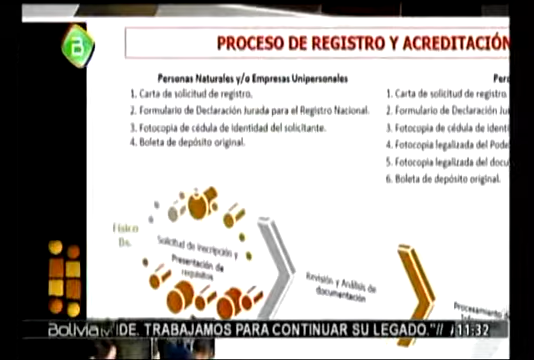 B
PROCESO DE REGISTRO Y ACREDITACIÓN
Personas Naturales y/o Empresas Unipersonales
1. Carta de solicitud de registro.
2. Formulario de Declaración Jurada para el Registro Nacional.
3. Fotocopia de cédula de identidad del solicitante.
4. Boleta de depósito original.
Per
1. Carta de solicitud de registro
2. Formulario de Declaración Ju
3. Fotocopia de cédula de identi
4. Fotocopia legalizada del Pode
5. Fotocopia legalizada del docu
6. Boleta de depósito original.
Físico
Bs.
Solicitud de inscripción y
Presentación de
requisitos
Revisión y Análisis de
documentación
Procesamiento d
Boliviatv IDE. TRABAJAMOS PARA CONTINUAR SU LEGADO."// 11:32